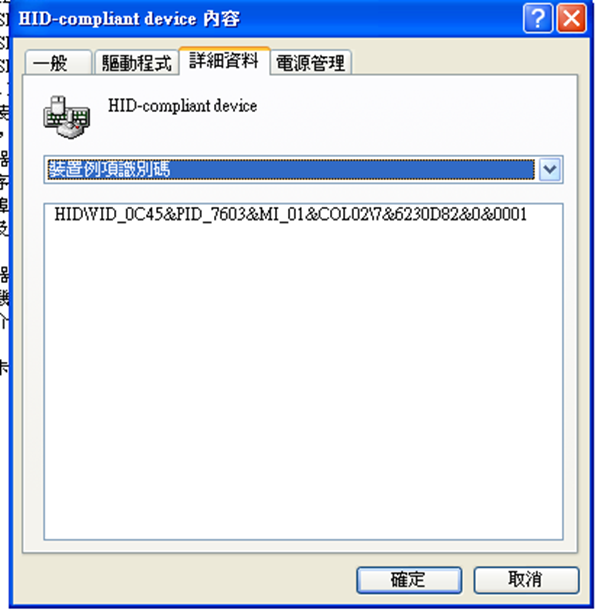 HID-compliant device 內容
一般 驅動程式 詳細資料 電源管理
HID-compliant device
裝置例項識別碼
HID\VID_0C45&PID_7603&MI_01&COL02\7&6230D82&0&0001
確定 取消